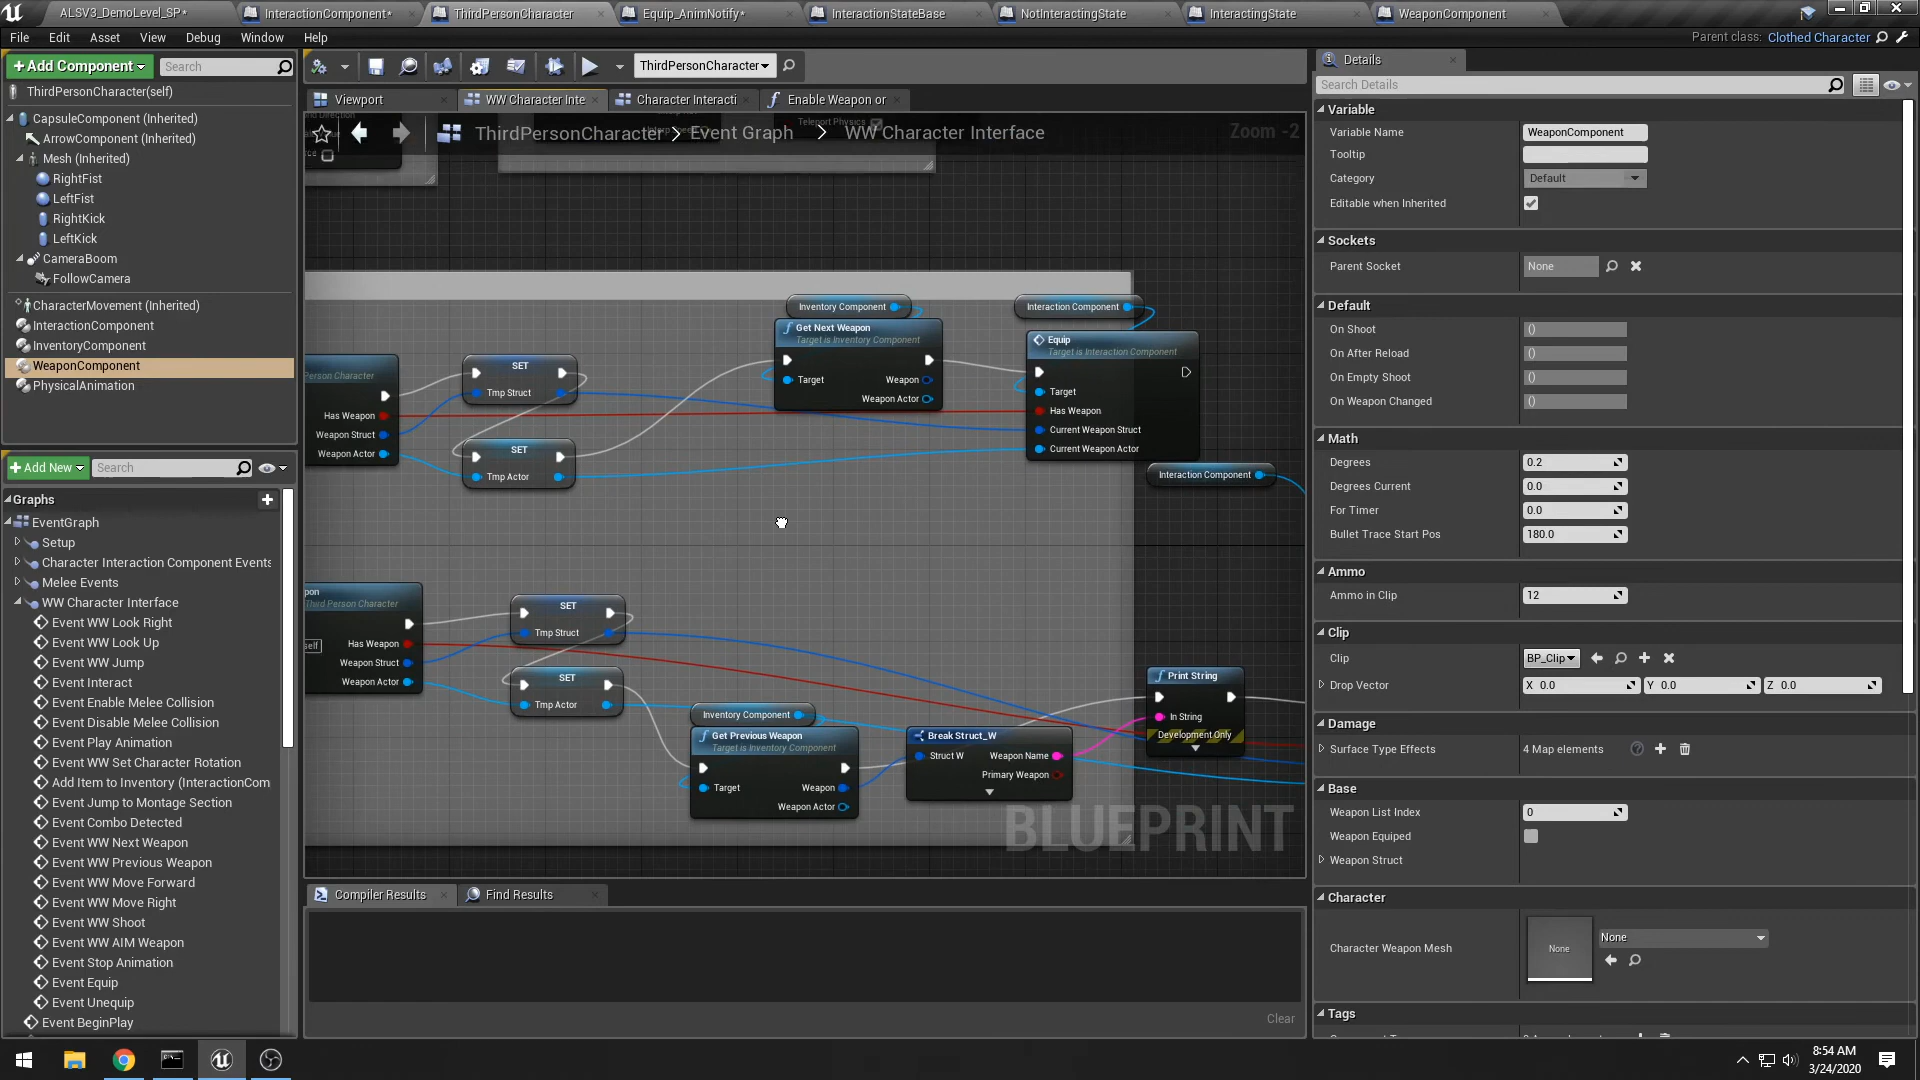 ALSV3_DemoLevel_SP*
InteractionComponent*
ThirdPersonCharacter
Equip_AnimNotify*
InteractionStateBase
NotInteractingState
InteractingState
WeaponComponent
File
Edit
Asset
View
Debug
Window
Help
Parent class:
Clothed Character
Add Component
Search
ThirdPersonCharacter(self)
CapsuleComponent (Inherited)
ArrowComponent (Inherited)
Mesh (Inherited)
RightFist
LeftFist
RightKick
LeftKick
CameraBoom
FollowCamera
CharacterMovement (Inherited)
InteractionComponent
InventoryComponent
WeaponComponent
PhysicalAnimation
Add New
Search
Graphs
EventGraph
Setup
Character Interaction Component Events
Melee Events
WW Character Interface
Event WW Look Right
Event WW Look Up
Event WW Jump
Event Interact
Event Enable Melee Collision
Event Disable Melee Collision
Event Play Animation
Event WW Set Character Rotation
Add Item to Inventory (InteractionCom
Event Jump to Montage Section
Event Combo Detected
Event WW Next Weapon
Event WW Previous Weapon
Event WW Move Forward
Event WW Move Right
Event WW Shoot
Event WW AIM Weapon
Event Stop Animation
Event Equip
Event Unequip
Event BeginPlay
ThirdPersonCharacter
Viewport
WW Character Inte
Character Interacti
Enable Weapon or
ThirdPersonCharacter > Event Graph > WW Character Interface
Zoom -2
Teleport Physics
Person Character
Has Weapon
Weapon Struct
Weapon Actor
SET
Tmp Struct
SET
Tmp Actor
Inventory Component
Get Next Weapon
Target is Inventory Component
Target
Weapon
Weapon Actor
Interaction Component
Equip
Target is Interaction Component
Target
Has Weapon
Current Weapon Struct
Current Weapon Actor
Interaction Component
pon
Third Person Character
self
Has Weapon
Weapon Struct
Weapon Actor
SET
Tmp Struct
SET
Tmp Actor
Inventory Component
Get Previous Weapon
Target is Inventory Component
Target
Weapon
Weapon Actor
Break Struct_W
Struct W
Weapon Name
Primary Weapon
Print String
In String
Development Only
BLUEPRINT
Compiler Results
Find Results
Clear
Details
Search Details
Variable
Variable Name
WeaponComponent
Tooltip
Category
Default
Editable when Inherited
Sockets
Parent Socket
None
Default
On Shoot
()
On After Reload
()
On Empty Shoot
()
On Weapon Changed
()
Math
Degrees
0.2
Degrees Current
0.0
For Timer
0.0
Bullet Trace Start Pos
180.0
Ammo
Ammo in Clip
12
Clip
Clip
BP_Clip
Drop Vector
X 0.0
Y 0.0
Z 0.0
Damage
Surface Type Effects
4 Map elements
Base
Weapon List Index
0
Weapon Equiped
Weapon Struct
Character
Character Weapon Mesh
None
None
Tags
8:54 AM
3/24/2020